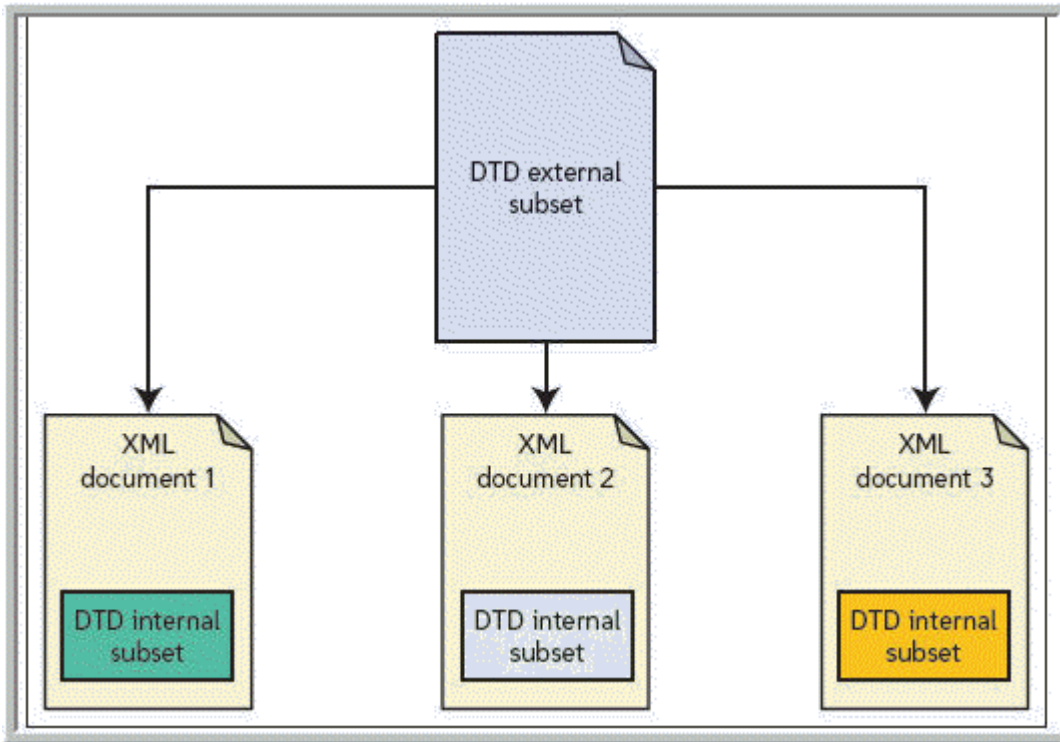 DTD external
subset
XML
document 1
XML
document 2
XML
document 3
DTD internal
subset
DTD internal
subset
DTD internal
subset